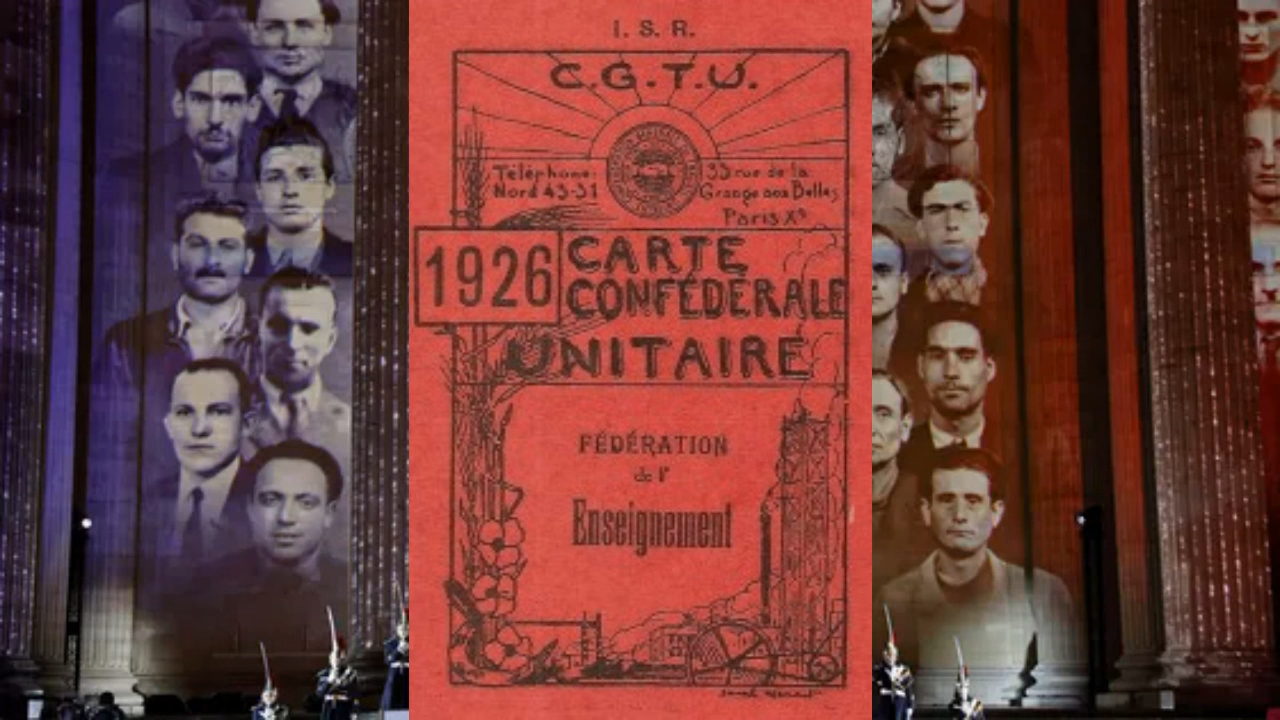 I. S. R.
C.G.T.U.
Téléphone:
Nord 43-31
33 rue de la
Grange aux Belles
Paris Xe
1926
CARTE
CONFÉDÉRALE
UNITAIRE
FÉDÉRATION
de l'
Enseignement